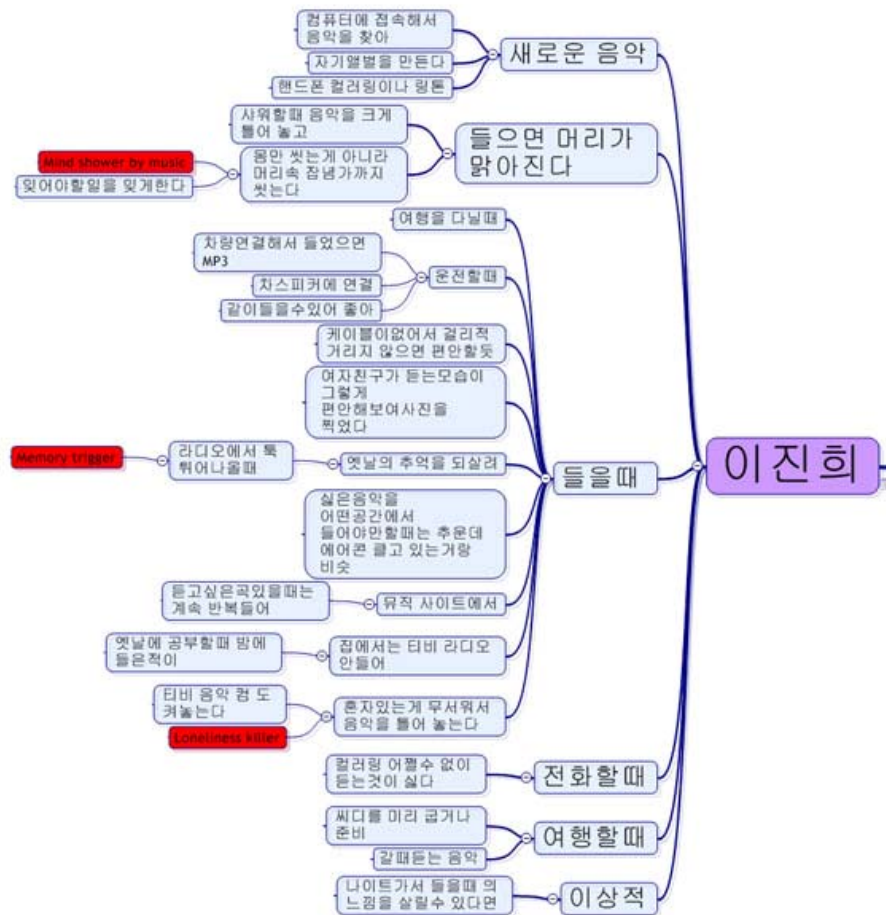 컴퓨터에 접속해서
음악을 찾아
자기앨벌을 만든다
핸드폰 컬러링이나 링톤
새로운 음악
샤워할때 음악을 크게
틀어 놓고
몸만 씻는게 아니라
머리속 잡념가까지
씻는다
Mind shower by music
잊어야할일을 잊게한다
들으면 머리가
맑아진다
여행을 다닐때
차량연결해서 들었으면
MP3
차스피커에 연결
같이들을수있어 좋아
운전할때
케이블이없어서 걸리적
거리지 않으면 편안할듯
여자친구가 듣는모습이
그렇게
편안해보여사진을
찍었다
Memory trigger
라디오에서 툭
튀어나올때
옛날의 추억을 되살려
싫은음악을
어떤공간에서
들어야만할때는 추운데
에어콘 클고 있는거랑
비슷
듣고싶은곡있을때는
계속 반복들어
뮤직 사이트에서
옛날에 공부할때 밤에
들은적이
집에서는 티비 라디오
안들어
티비 음악 컴 도
켜놓는다
Loneliness killer
혼자있는게 무서워서
음악을 틀어 놓는다
들을때
이진희
컬러링 어쩔수 없이
듣는것이 싫다
전화할때
씨디를 미리 굽거나
준비
갈때듣는 음악
여행할때
나이트가서 들을때 의
느낌을 살릴수 있다면
이상적